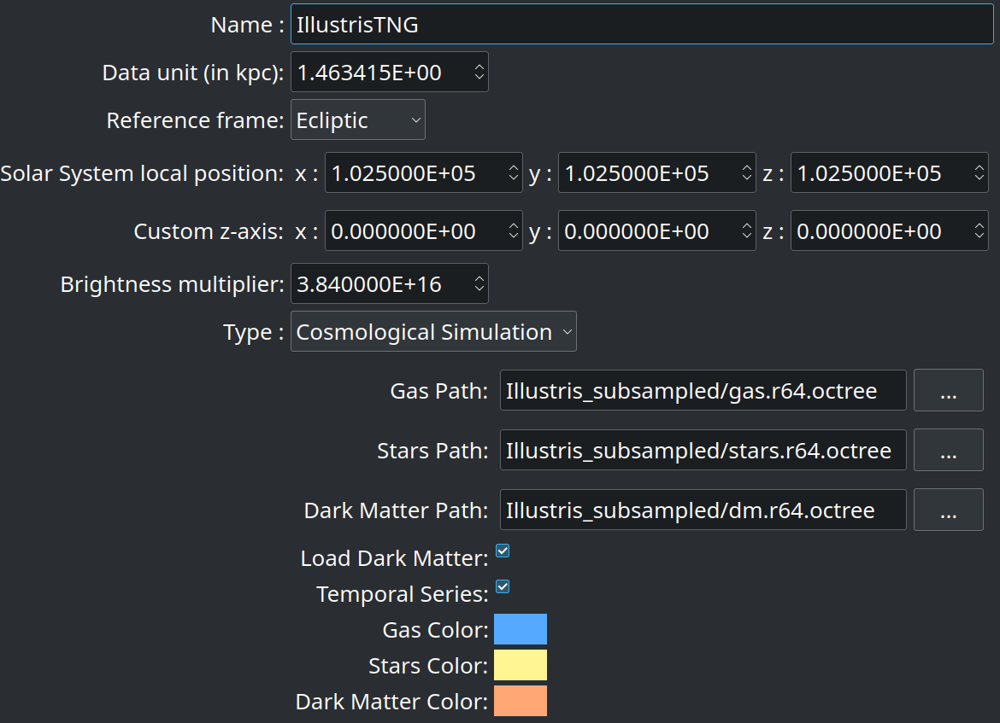 Name : IllustrisTNG
Data unit (in kpc): 1.463415E+00
Reference frame: Ecliptic
Solar System local position: x : 1.025000E+05 y : 1.025000E+05 z : 1.025000E+05
Custom z-axis: x : 0.000000E+00 y : 0.000000E+00 z : 0.000000E+00
Brightness multiplier: 3.840000E+16
Type : Cosmological Simulation
Gas Path: Illustris_subsampled/gas.r64.octree ...
Stars Path: Illustris_subsampled/stars.r64.octree ...
Dark Matter Path: Illustris_subsampled/dm.r64.octree ...
Load Dark Matter:
Temporal Series:
Gas Color:
Stars Color:
Dark Matter Color: